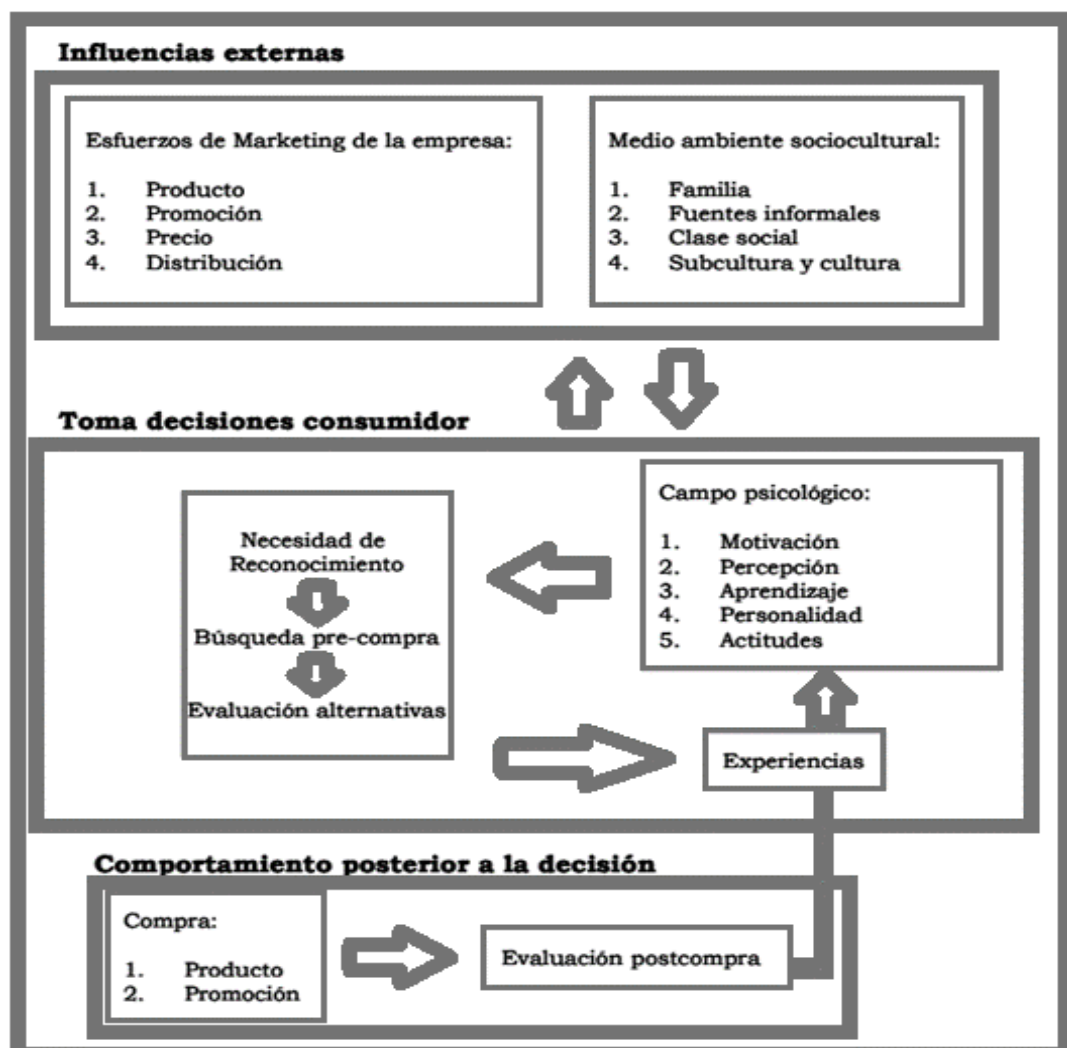 Influencias externas
Esfuerzos de Marketing de la empresa:
1. Producto
2. Promoción
3. Precio
4. Distribución
Medio ambiente sociocultural:
1. Familia
2. Fuentes informales
3. Clase social
4. Subcultura y cultura
Toma decisiones consumidor
Necesidad de
Reconocimiento
Búsqueda pre-compra
Evaluación alternativas
Campo psicológico:
1. Motivación
2. Percepción
3. Aprendizaje
4. Personalidad
5. Actitudes
Experiencias
Comportamiento posterior a la decisión
Compra:
1. Producto
2. Promoción
Evaluación postcompra